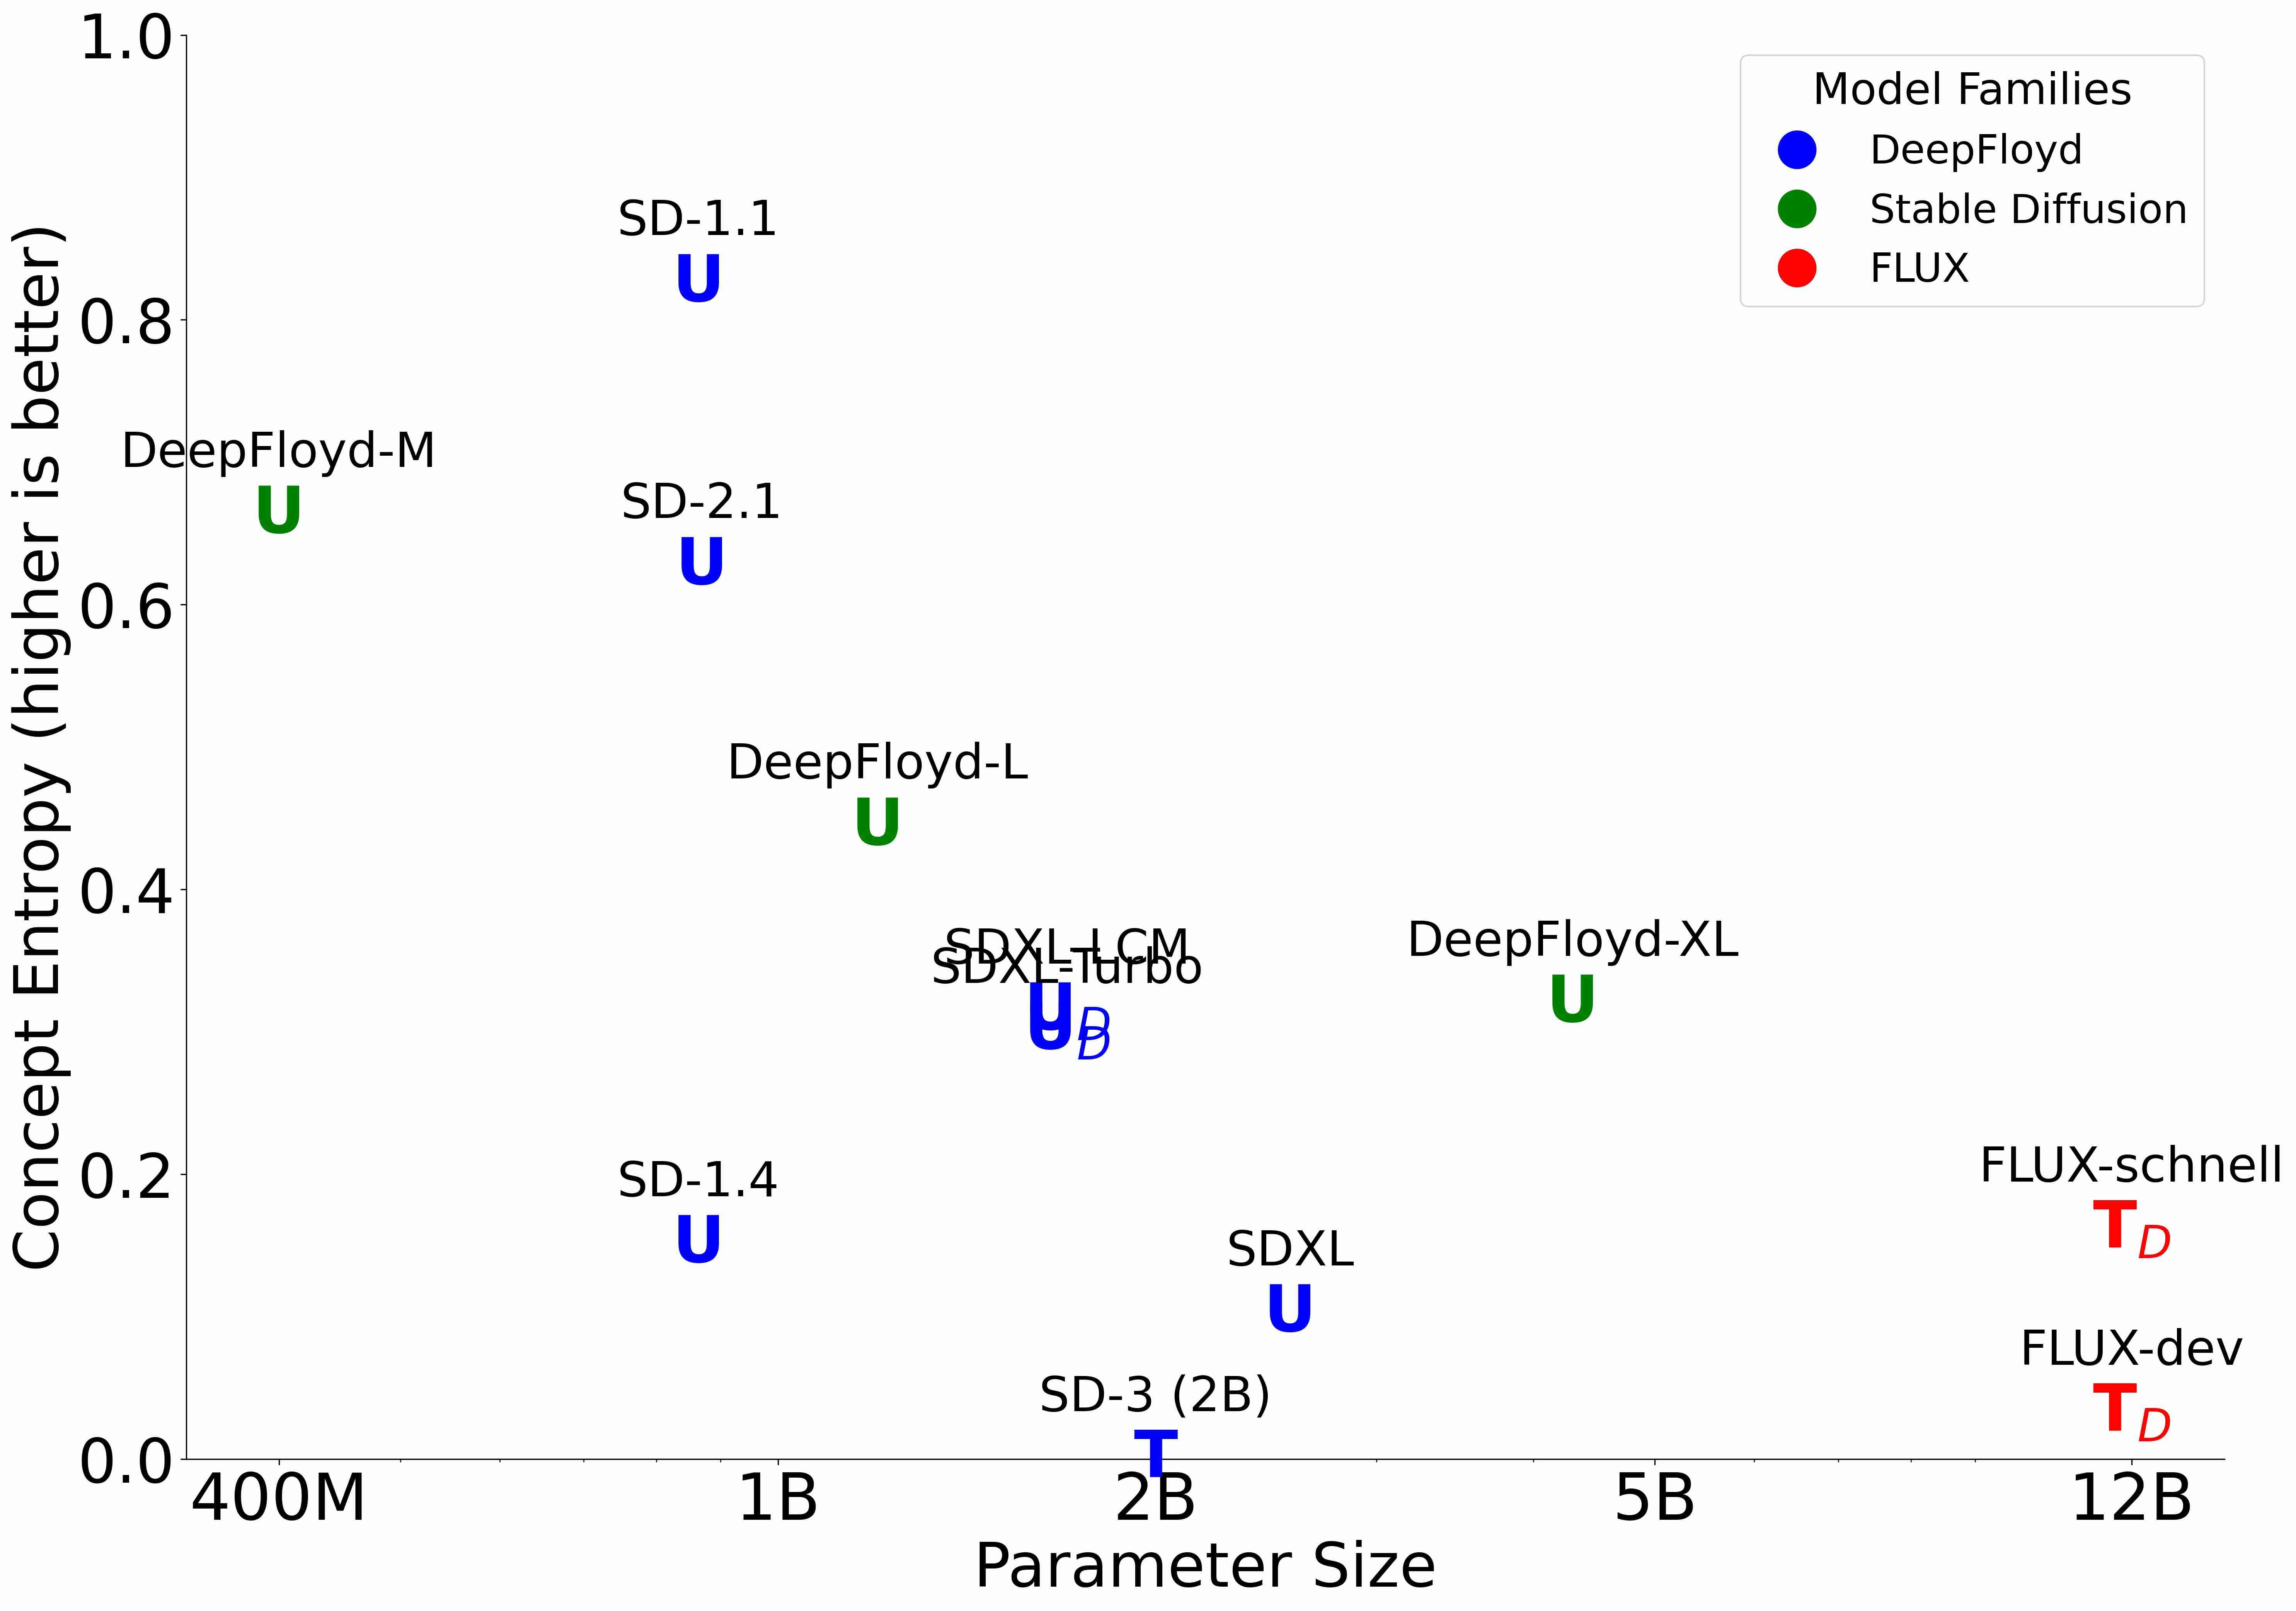 1.0
0.8
0.6
0.4
0.2
0.0
Concept Entropy (higher is better)
Model Families
DeepFloyd
Stable Diffusion
FLUX
SD-1.1
U
DeepFloyd-M
U
SD-2.1
U
DeepFloyd-L
U
SDXL-LCM
SDXL-Turbo
U D
U D
DeepFloyd-XL
U
SD-1.4
U
FLUX-schnell
T D
SDXL
U
FLUX-dev
T D
SD-3 (2B)
T
400M 1B 2B 5B 12B
Parameter Size